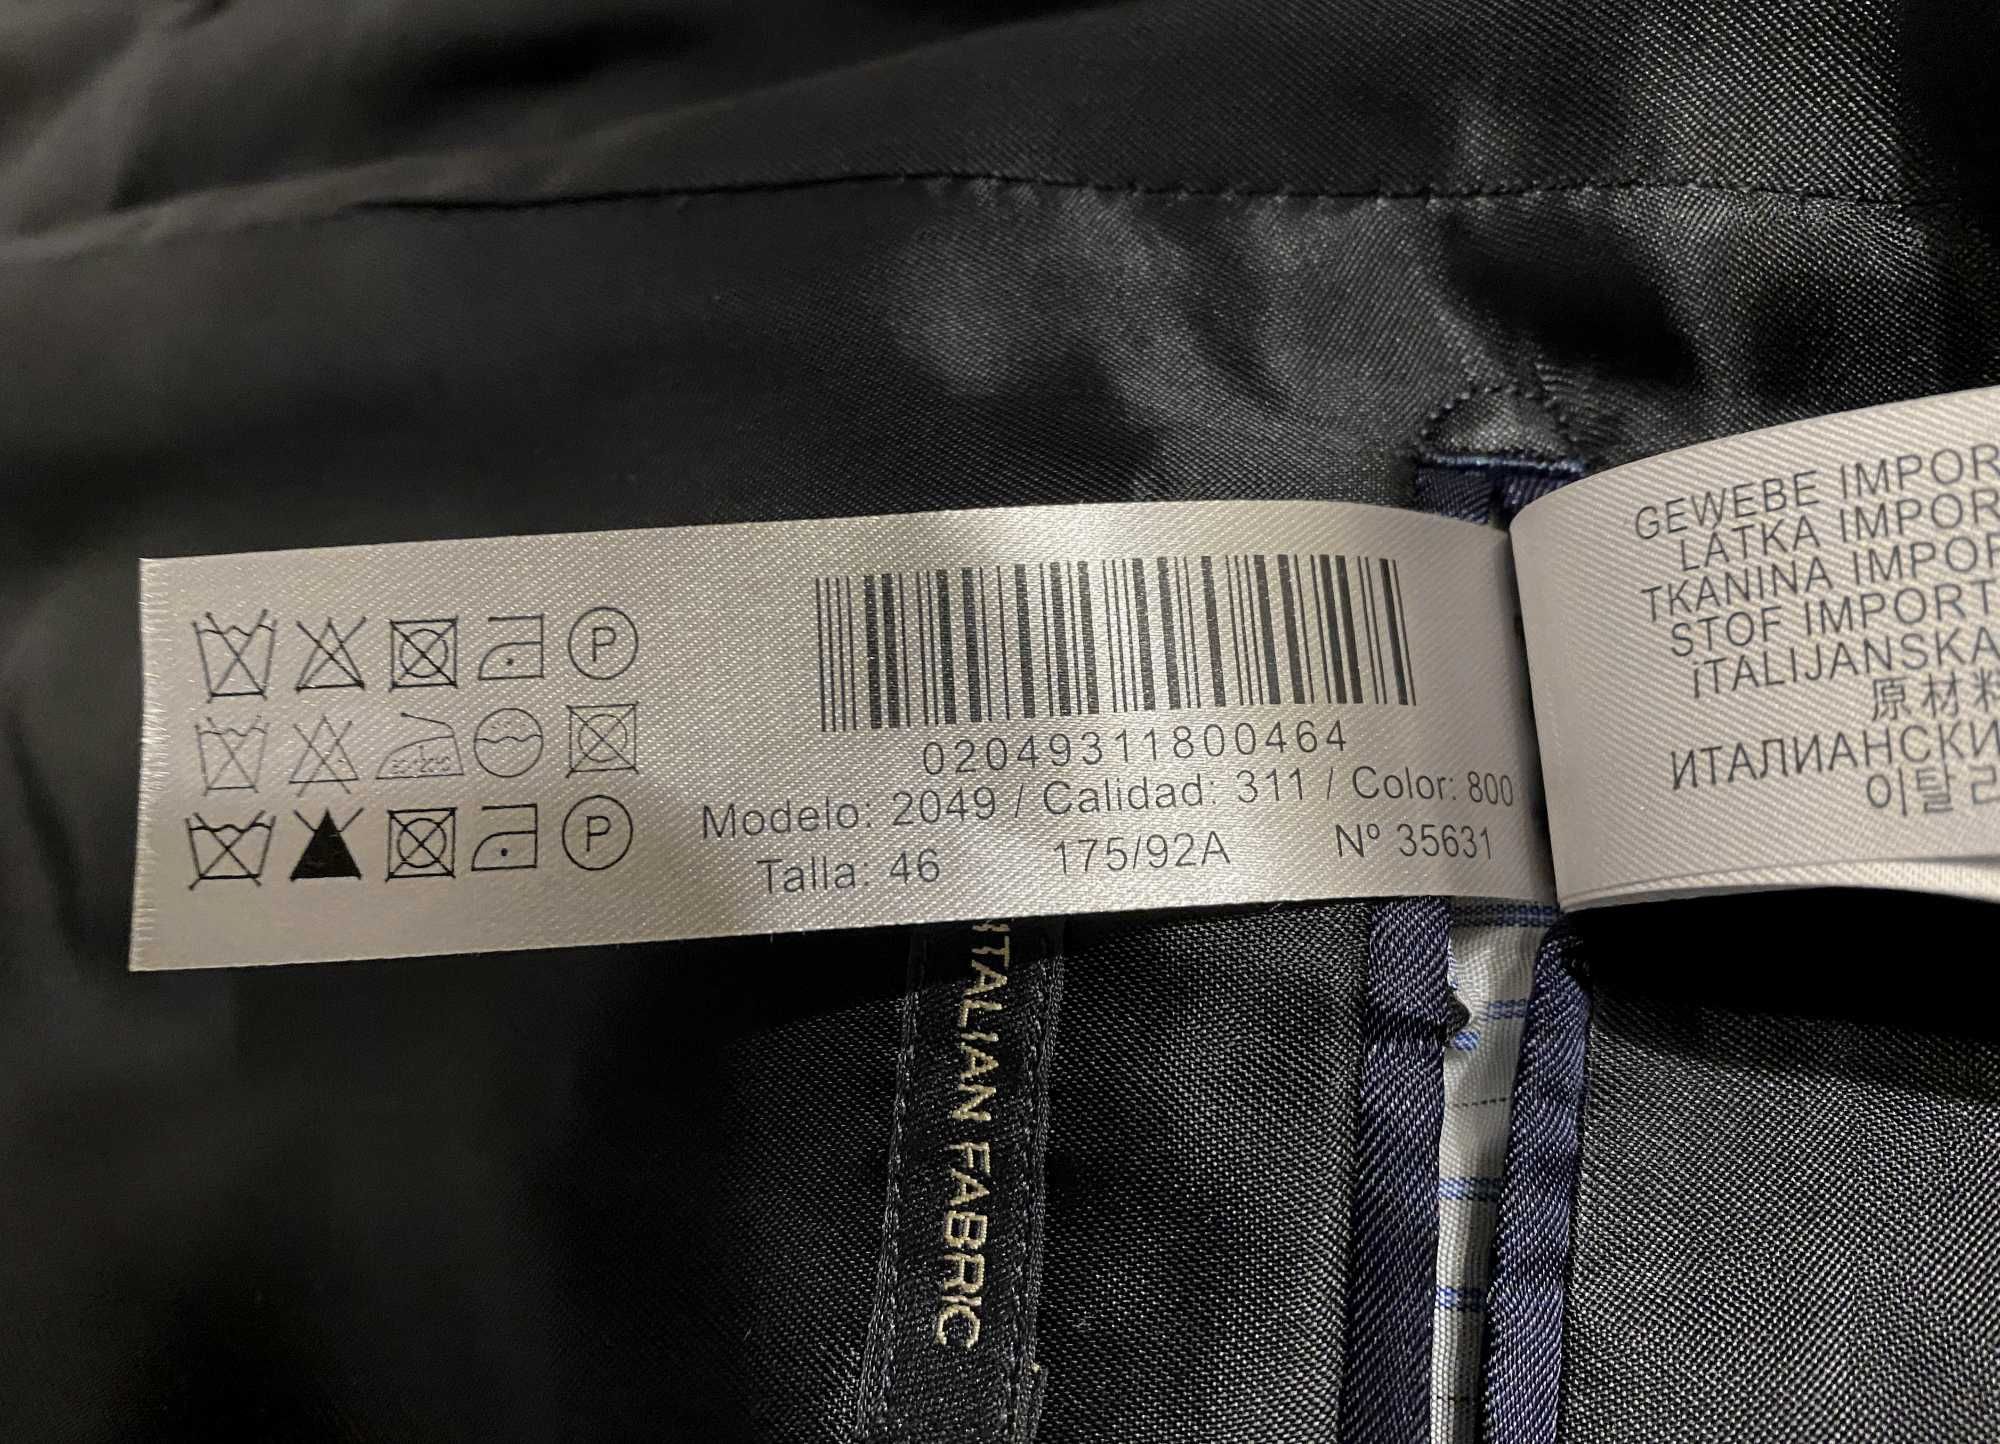 P
P
02049311800464
Modelo: 2049 / Calidad: 311 / Color: 800
Talla: 46 175/92A Nº 35631
GEWEBE IMPOR
LÁTKA IMPOR
TKANINA IMPOR
STOF IMPORT
iTALIJANSKA
原材料
ИТАЛИАНСКИ
이탈리
ITALIAN FABRIC